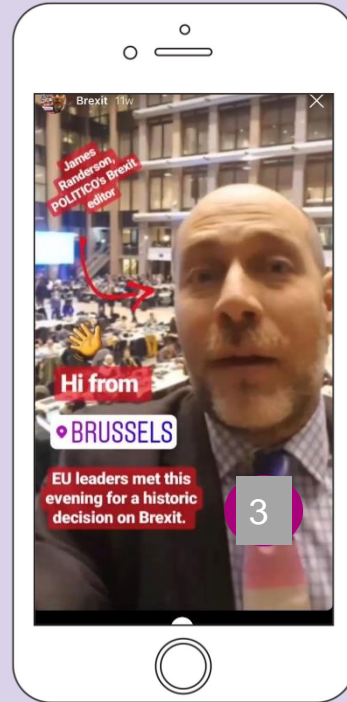 Brexit 11w
James
Randerson,
POLITICO's Brexit
editor
Hi from
BRUSSELS
EU leaders met this
evening for a historic
decision on Brexit.
3